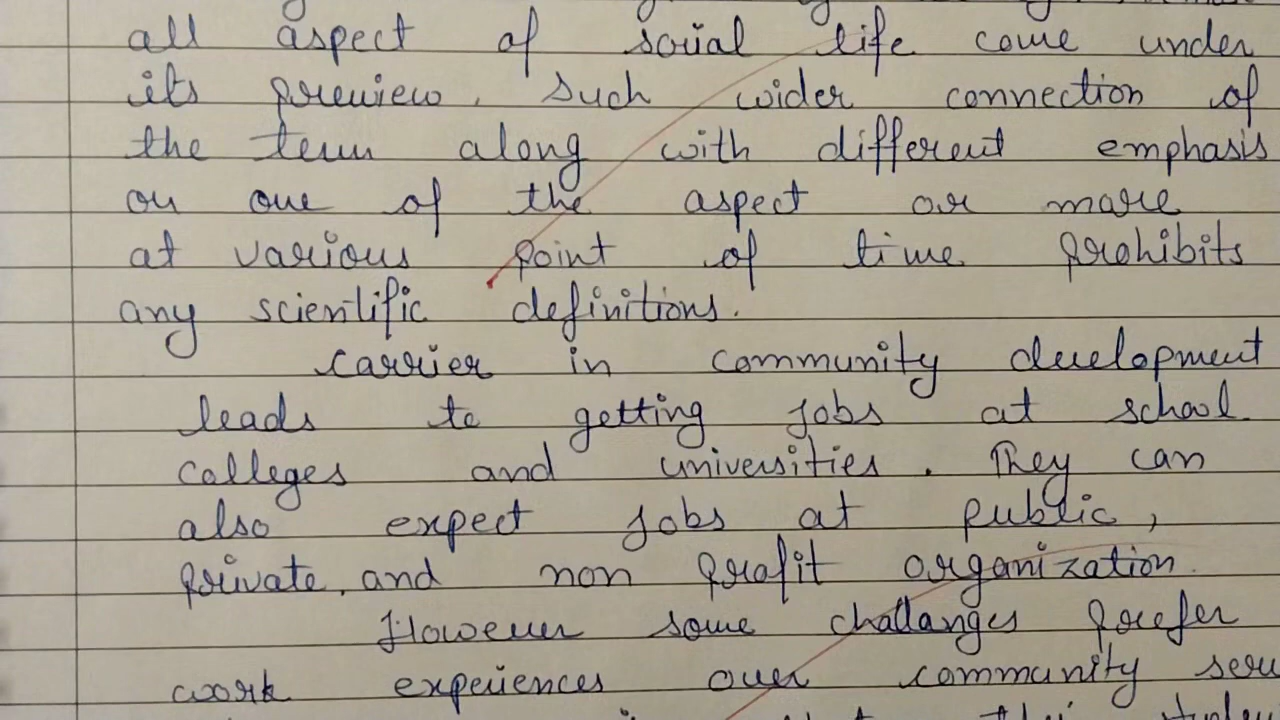 all aspect of social life come under
its preview. Such wider connection of
the term along with different emphasis
on one of the aspect or more
at various point of time prohibits
any scientific definitions.
Carrier in community development
leads to getting jobs at school
colleges and universities. They can
also expect jobs at public,
private, and non profit organization.
However some challanges prefer
work experiences over community